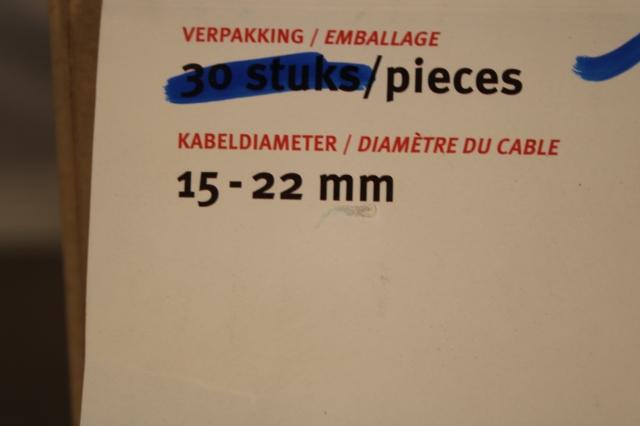 VERPAKKING / EMBALLAGE
30 stuks/pieces
KABELDIAMETER / DIAMÈTRE DU CABLE
15 - 22 mm